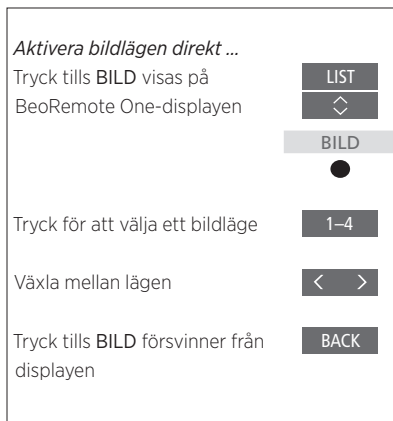 Aktivera bildlägen direkt ...
Tryck tills BILD visas på LIST
BeoRemote One-displayen
BILD
Tryck för att välja ett bildläge 1–4
Växla mellan lägen < >
Tryck tills BILD försvinner från BACK
displayen